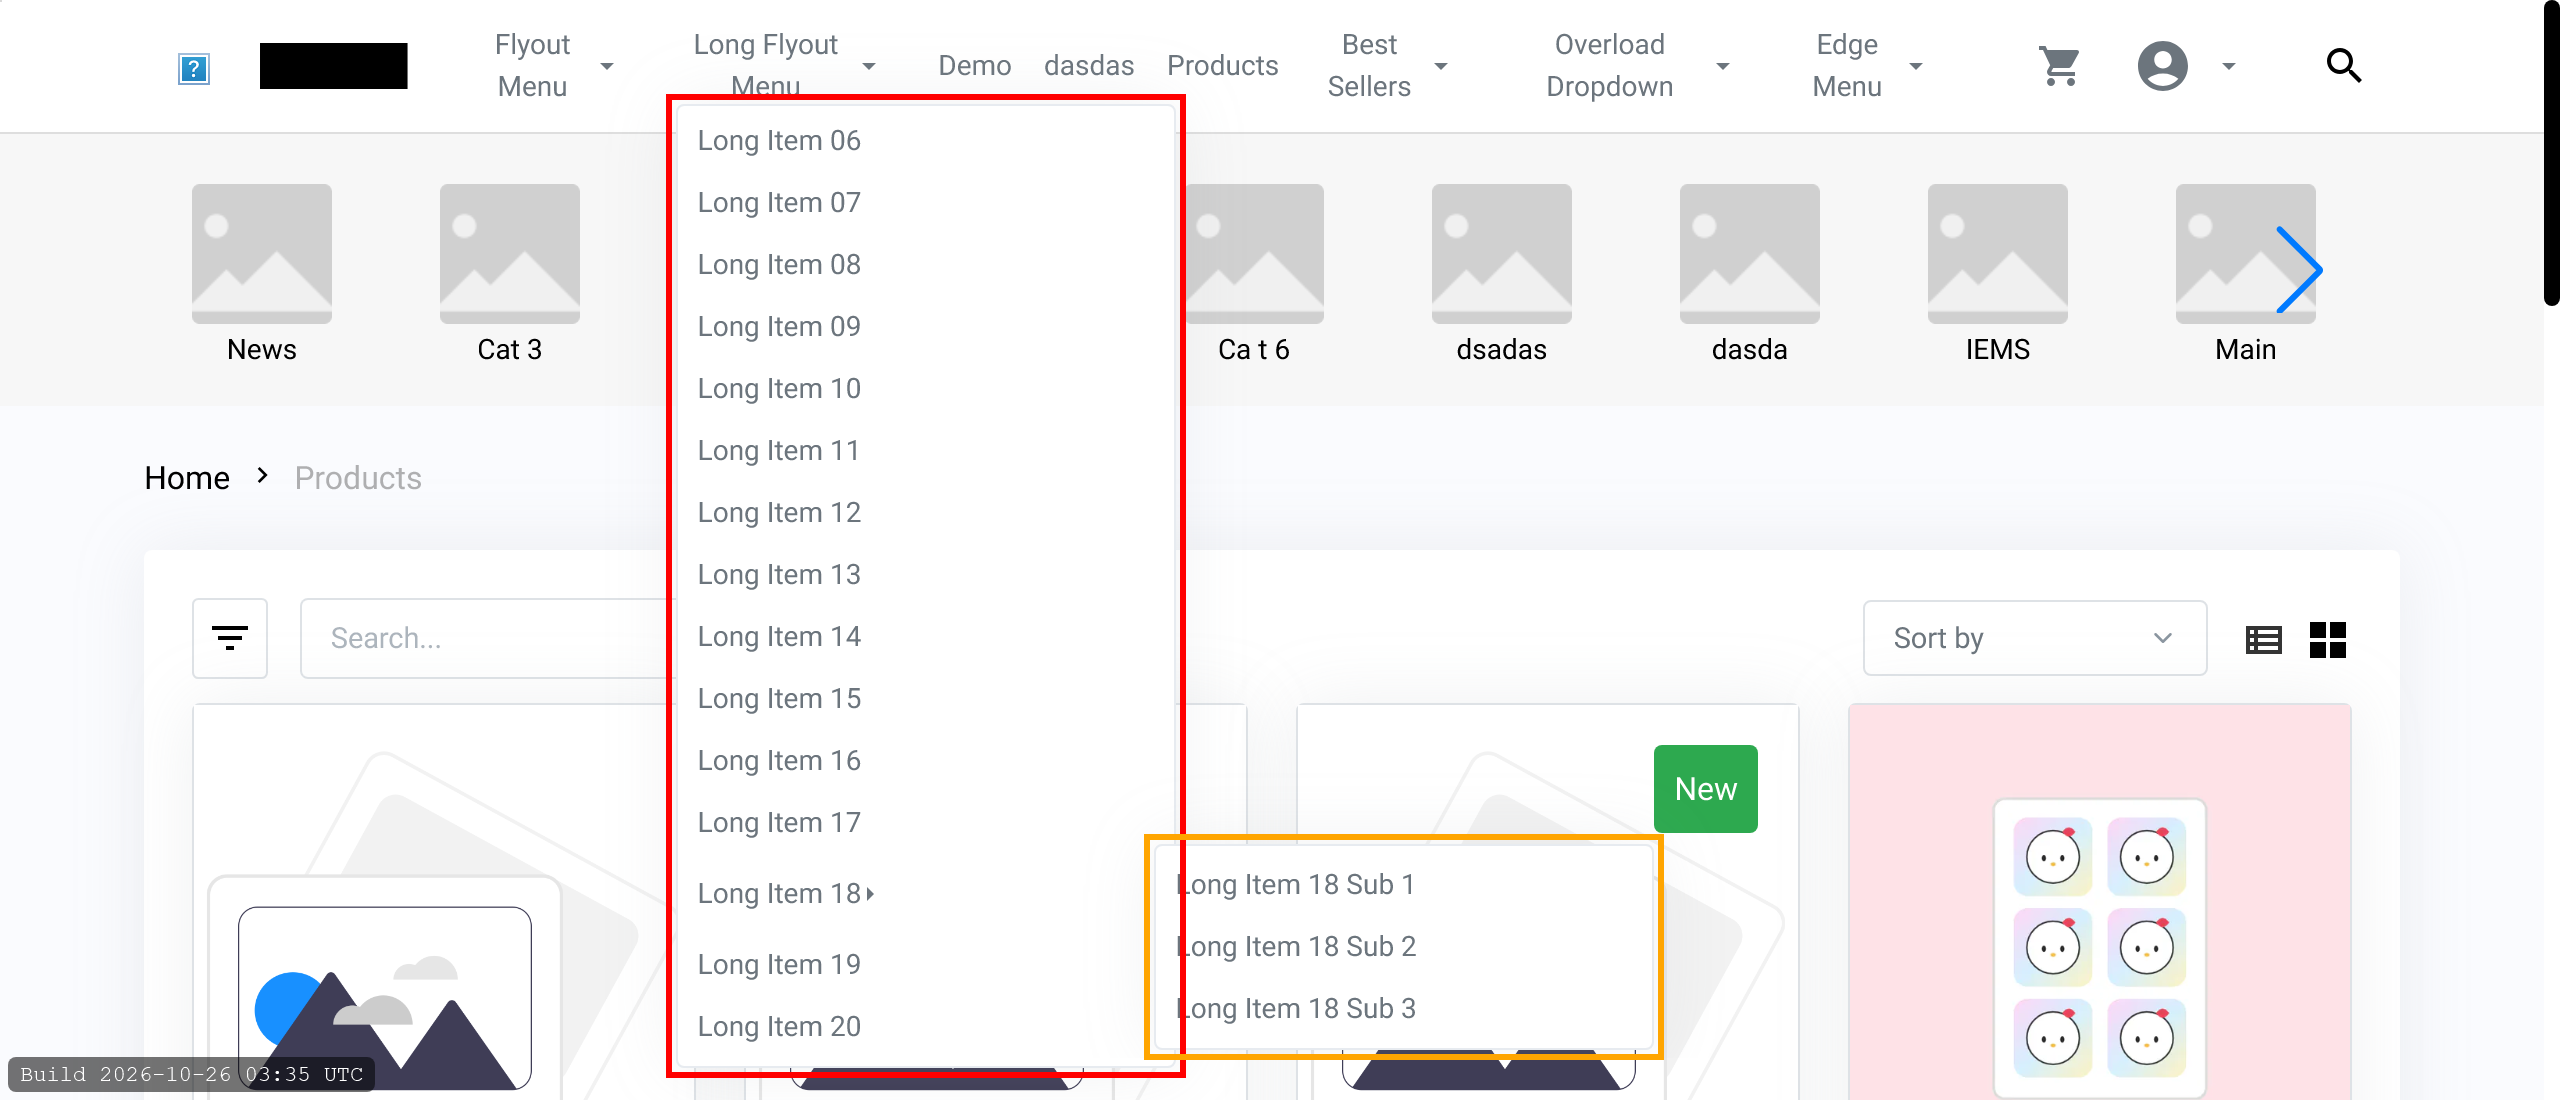 Flyout
Menu
Long Flyout
Menu
Demo
dasdas
Products
Best
Sellers
Overload
Dropdown
Edge
Menu
Long Item 06
Long Item 07
Long Item 08
Long Item 09
Long Item 10
Long Item 11
Long Item 12
Long Item 13
Long Item 14
Long Item 15
Long Item 16
Long Item 17
Long Item 18
Long Item 19
Long Item 20
Long Item 18 Sub 1
Long Item 18 Sub 2
Long Item 18 Sub 3
News
Cat 3
Ca t 6
dsadas
dasda
IEMS
Main
Home
Products
Search...
Sort by
New
Build 2026-10-26 03:35 UTC